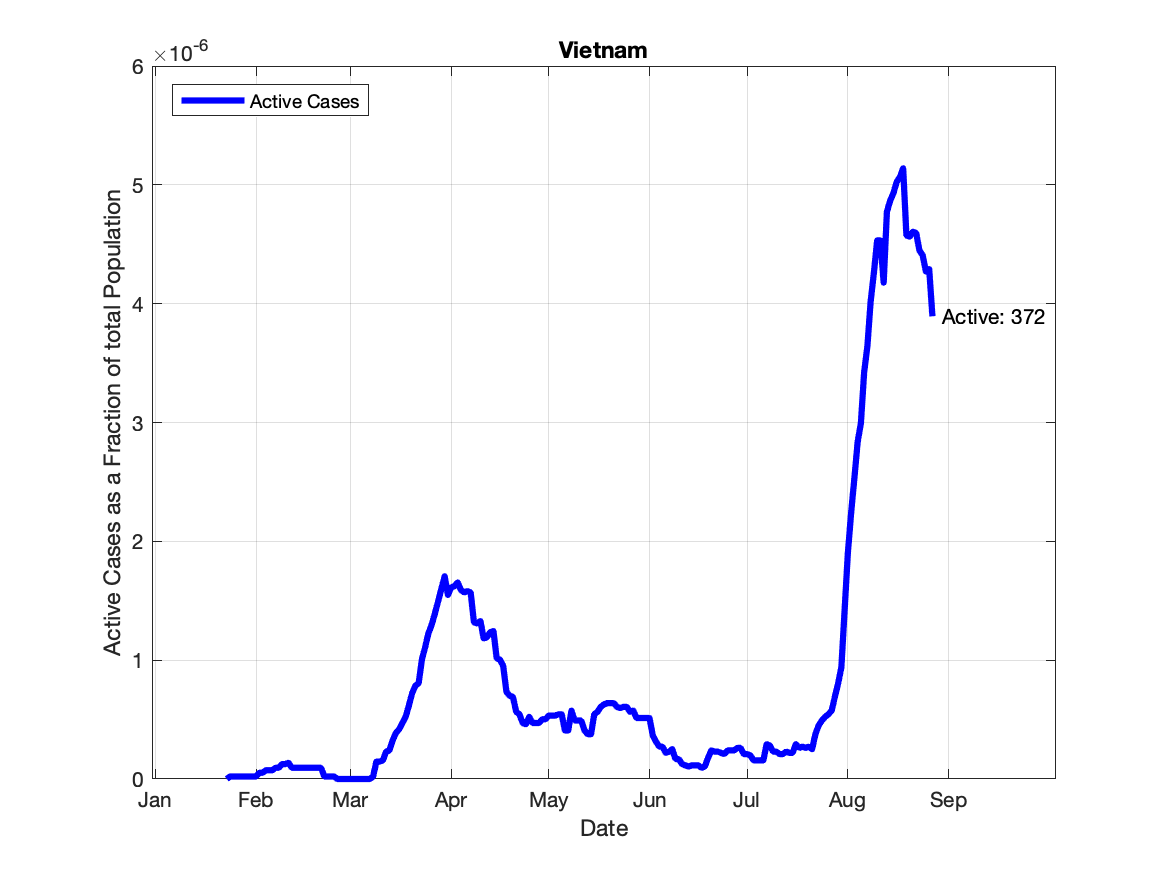 Vietnam
×10-6
Active Cases
6
5
4
3
2
1
0
Active Cases as a Fraction of total Population
Active: 372
Jan Feb Mar Apr May Jun Jul Aug Sep
Date